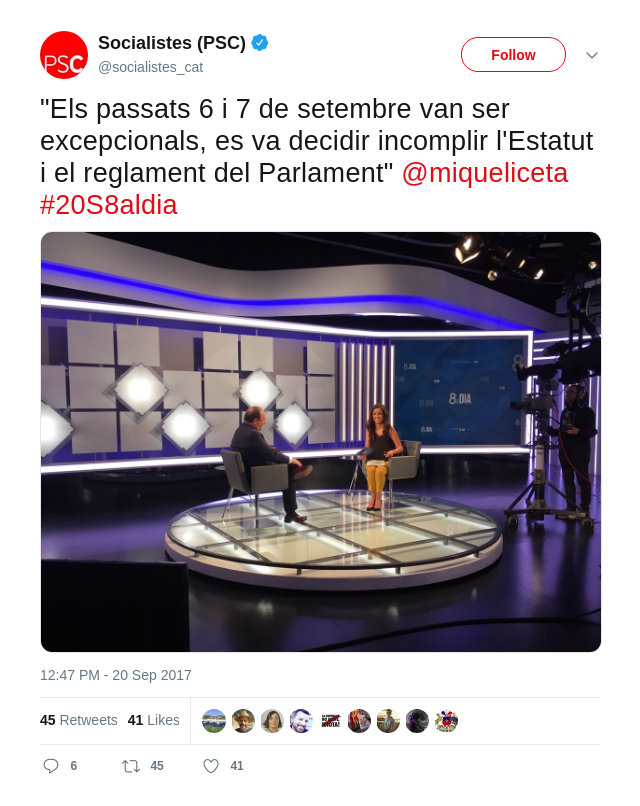 PSC
Socialistes (PSC)
@socialistes_cat
Follow
"Els passats 6 i 7 de setembre van ser
excepcionals, es va decidir incomplir l'Estatut
i el reglament del Parlament" @miqueliceta
#20S8aldia
8.DIA
8.DIA
8.DIA
8.DIA
12:47 PM - 20 Sep 2017
45 Retweets 41 Likes
6 45 41